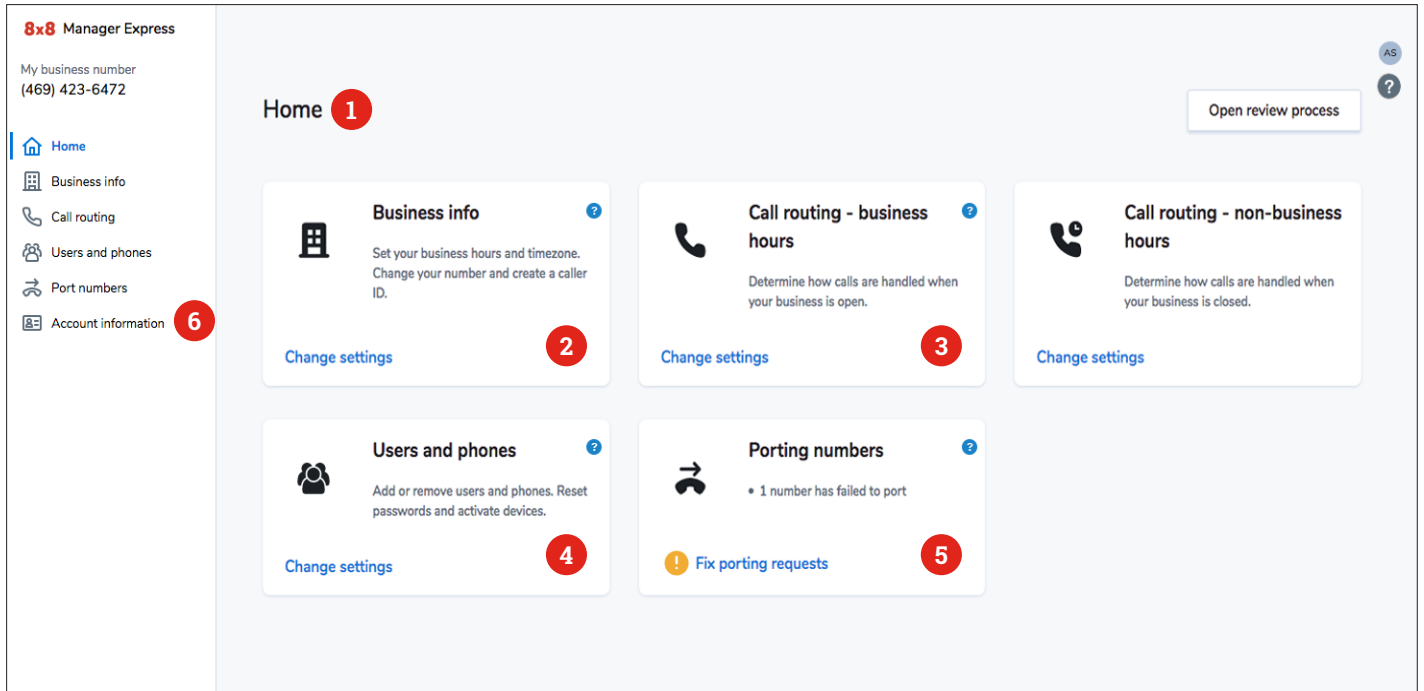 8x8 Manager Express
My business number
(469) 423-6472
Home
Business info
Call routing
Users and phones
Port numbers
Account information 6
AS
?
Home 1
Open review process
Business info ?
Set your business hours and timezone.
Change your number and create a caller
ID.
2
Change settings
Call routing - business ?
hours
Determine how calls are handled when
your business is open.
3
Change settings
Call routing - non-business
hours
Determine how calls are handled when
your business is closed.
Change settings
Users and phones ?
Add or remove users and phones. Reset
passwords and activate devices.
4
Change settings
Porting numbers ?
• 1 number has failed to port
5
! Fix porting requests